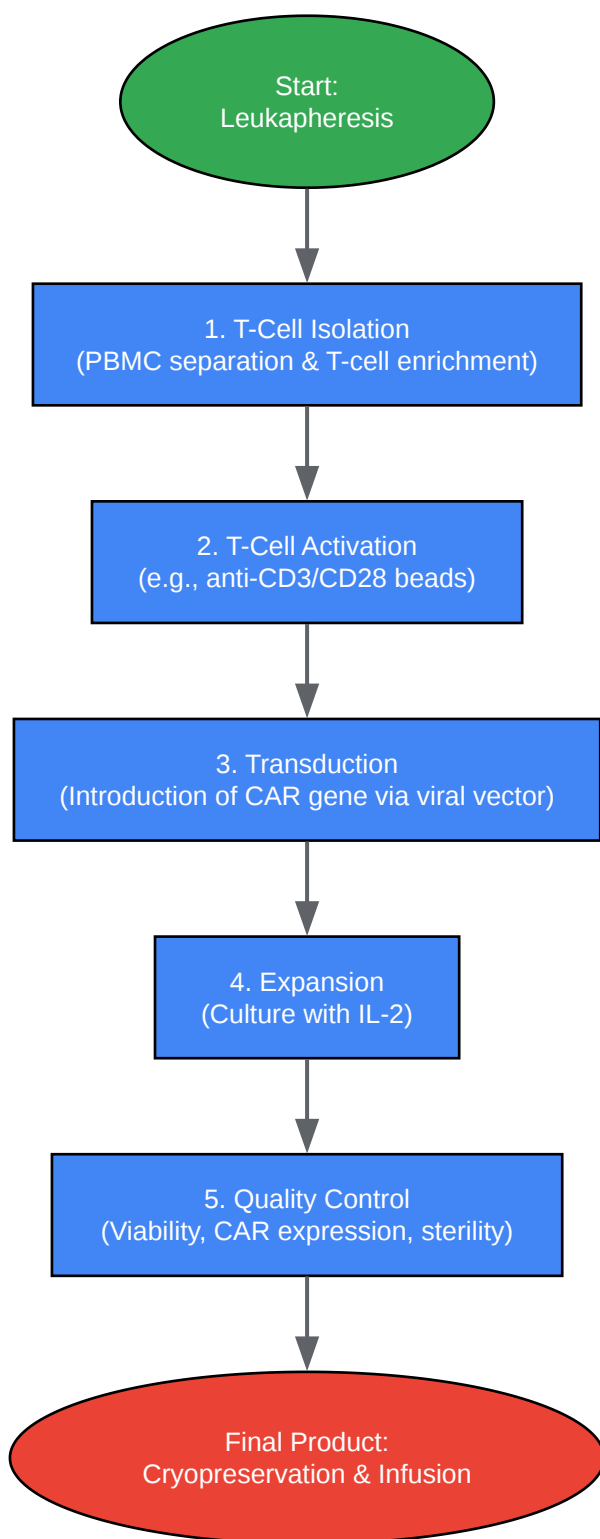 Start:
Leukapheresis
1. T-Cell Isolation
(PBMC separation & T-cell enrichment)
2. T-Cell Activation
(e.g., anti-CD3/CD28 beads)
3. Transduction
(Introduction of CAR gene via viral vector)
4. Expansion
(Culture with IL-2)
5. Quality Control
(Viability, CAR expression, sterility)
Final Product:
Cryopreservation & Infusion